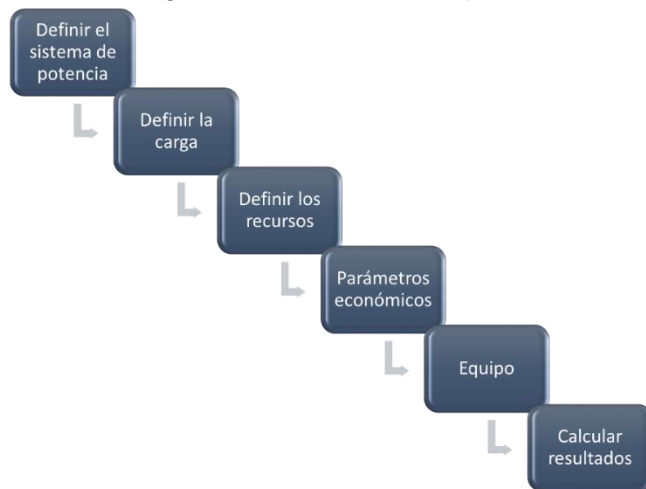 Definir el
sistema de
potencia
Definir la
carga
Definir los
recursos
Parámetros
económicos
Equipo
Calcular
resultados